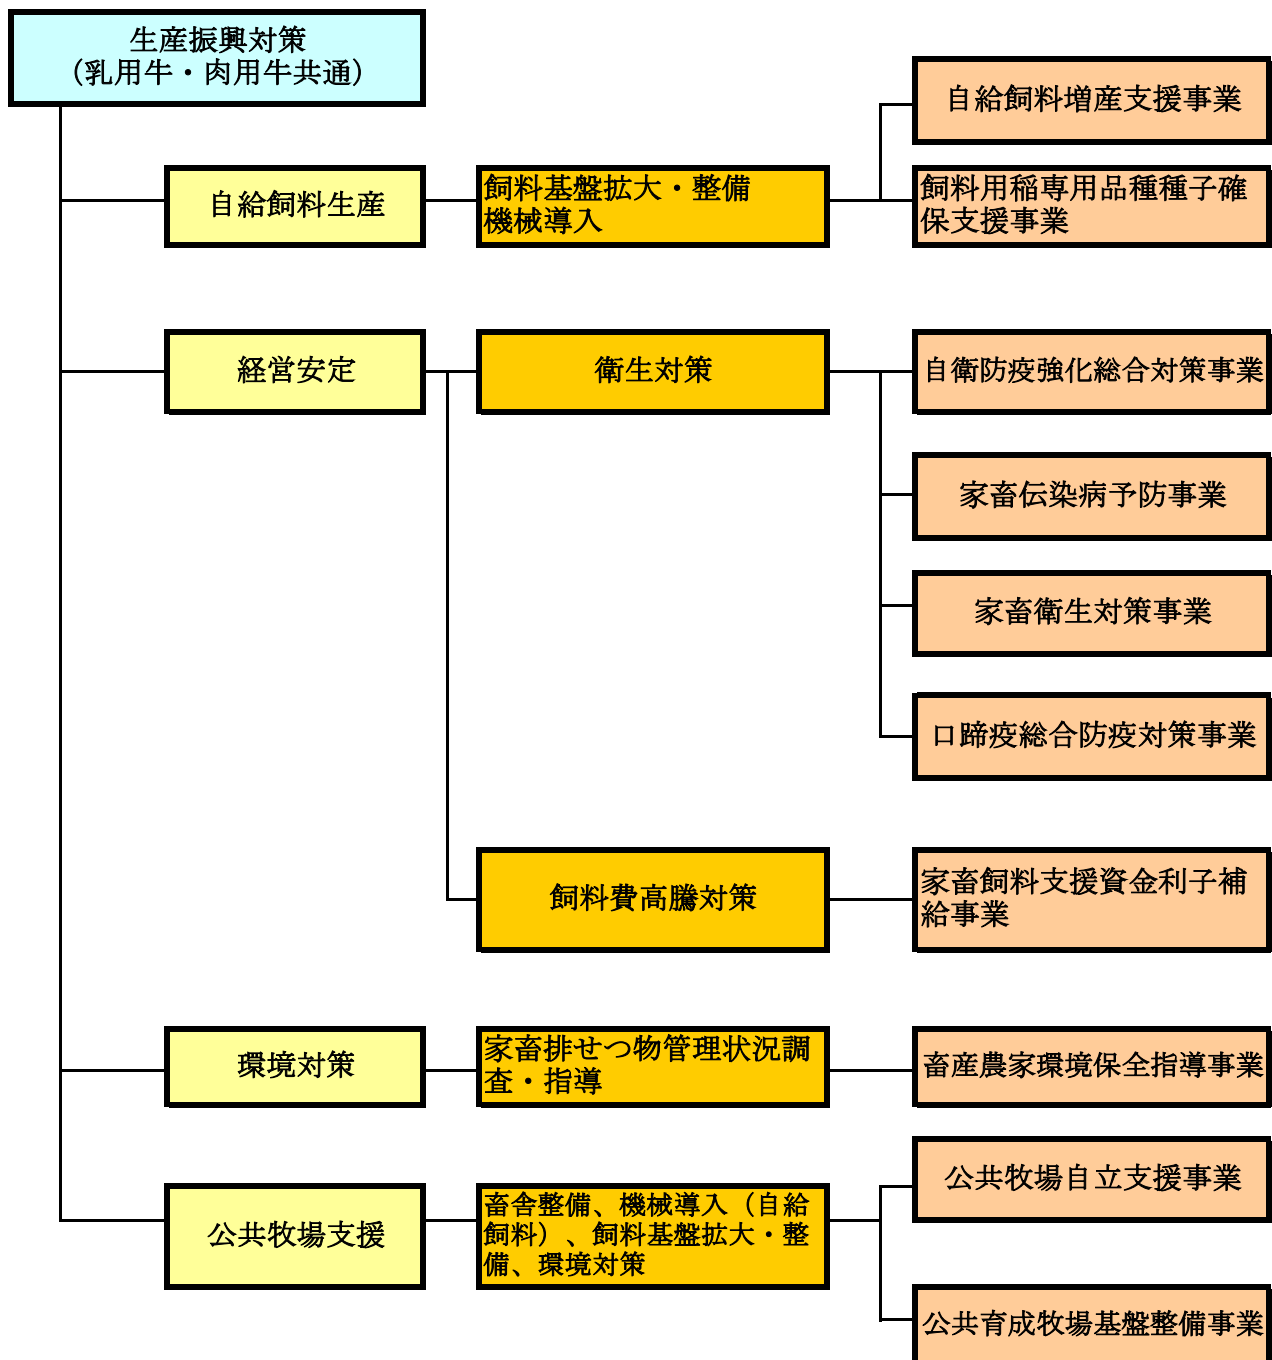 生産振興対策
（乳用牛・肉用牛共通）
自給飼料生産
飼料基盤拡大・整備
機械導入
自給飼料増産支援事業
飼料用稲専用品種種子確
保支援事業
経営安定
衛生対策
自衛防疫強化総合対策事業
家畜伝染病予防事業
家畜衛生対策事業
口蹄疫総合防疫対策事業
飼料費高騰対策
家畜飼料支援資金利子補
給事業
環境対策
家畜排せつ物管理状況調
査・指導
畜産農家環境保全指導事業
公共牧場支援
畜舎整備、機械導入（自給
飼料）、飼料基盤拡大・整
備、環境対策
公共牧場自立支援事業
公共育成牧場基盤整備事業